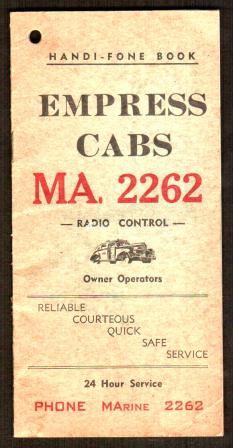 HANDI-FONE BOOK
EMPRESS
CABS
MA. 2262
— RADIO CONTROL —
Owner Operators
RELIABLE
COURTEOUS
QUICK
SAFE
SERVICE
24 Hour Service
PHONE MARINE 2262